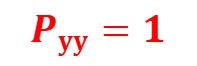 P_yy = 1